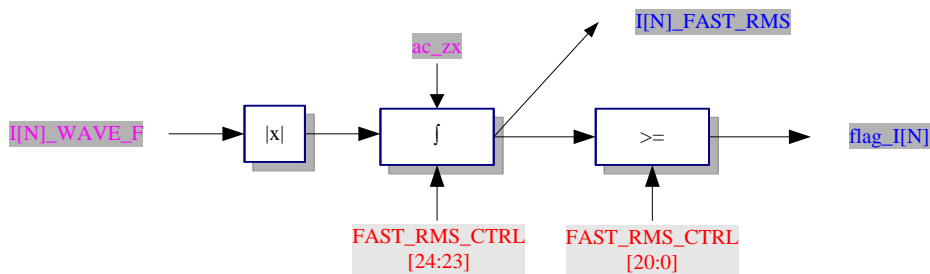 I[N]_FAST_RMS
ac_zx
I[N]_WAVE_F
|x|
∫
>=
flag_I[N]
FAST_RMS_CTRL
[24:23]
FAST_RMS_CTRL
[20:0]